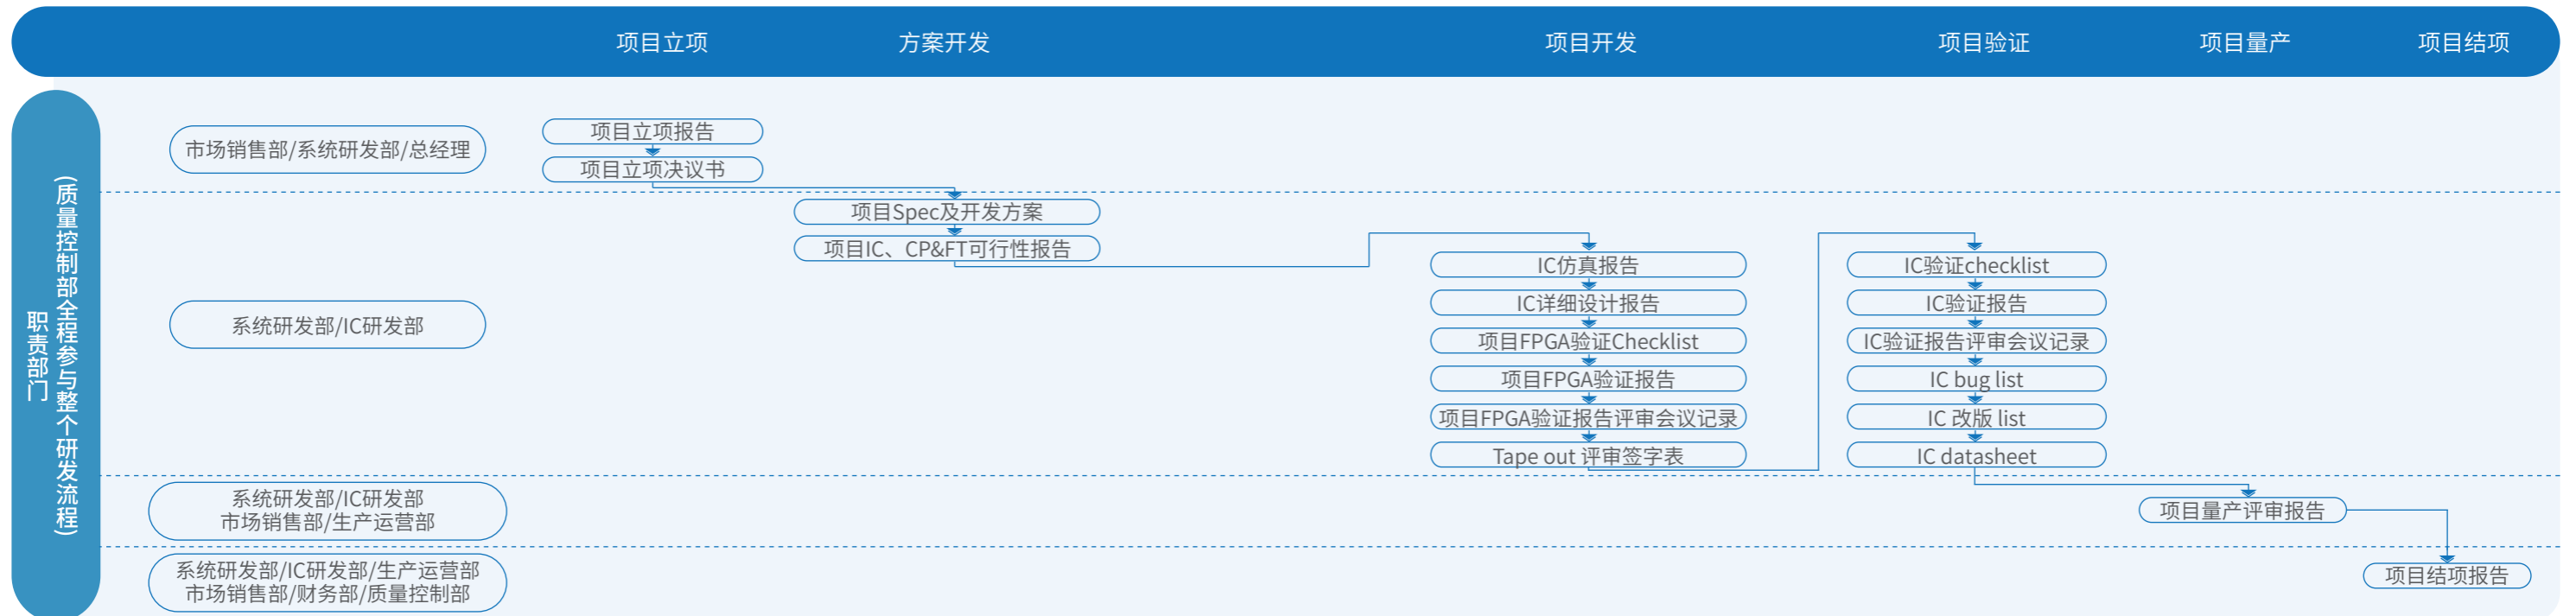 项目立项
方案开发
项目开发
项目验证
项目量产
项目结项
职责部门
(质量控制部全程参与整个研发流程)
市场销售部/系统研发部/总经理
项目立项报告
项目立项决议书
系统研发部/IC研发部
项目Spec及开发方案
项目IC、CP&FT可行性报告
IC仿真报告
IC详细设计报告
项目FPGA验证Checklist
项目FPGA验证报告
项目FPGA验证报告评审会议记录
Tape out 评审签字表
IC验证checklist
IC验证报告
IC验证报告评审会议记录
IC bug list
IC 改版 list
IC datasheet
系统研发部/IC研发部
市场销售部/生产运营部
项目量产评审报告
系统研发部/IC研发部/生产运营部
市场销售部/财务部/质量控制部
项目结项报告